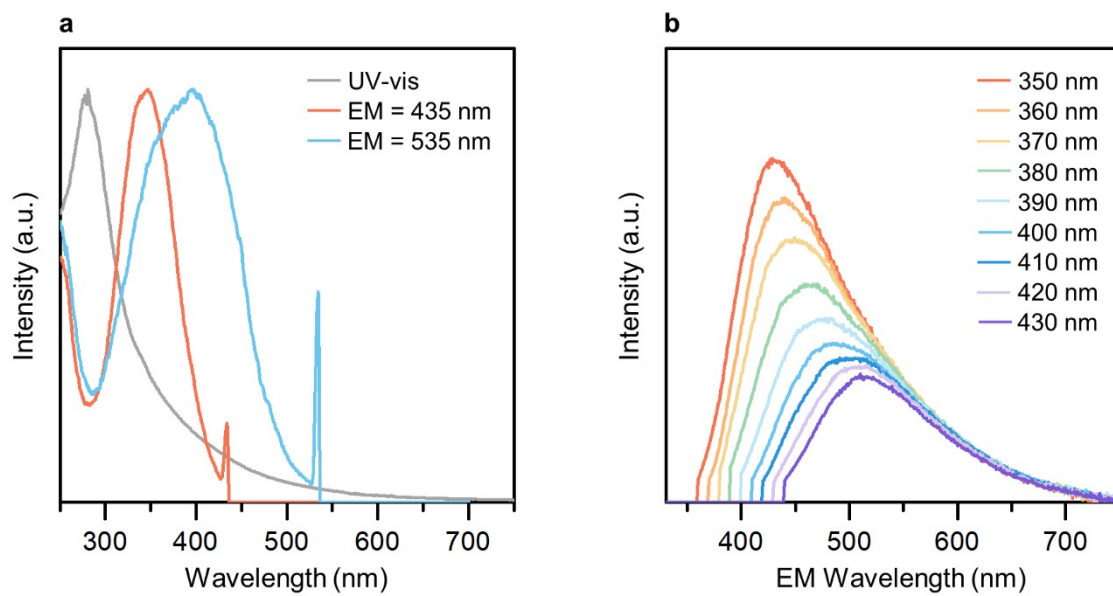 a
UV-vis
EM = 435 nm
EM = 535 nm
Intensity (a.u.)
300 400 500 600 700
Wavelength (nm)
b
350 nm
360 nm
370 nm
380 nm
390 nm
400 nm
410 nm
420 nm
430 nm
Intensity (a.u.)
400 500 600 700
EM Wavelength (nm)